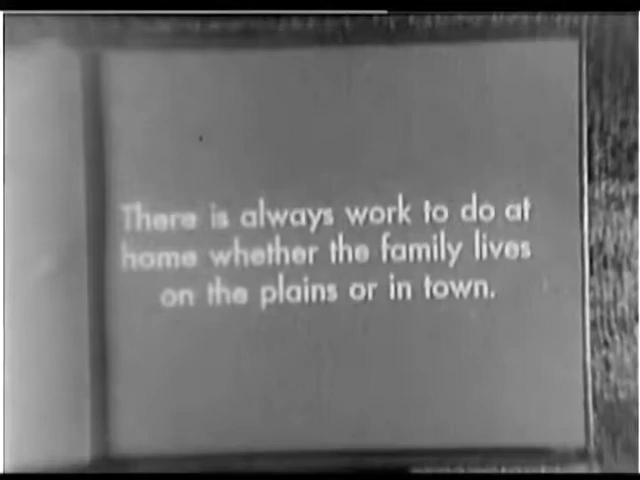 There is always work to do at
home whether the family lives
on the plains or in town.